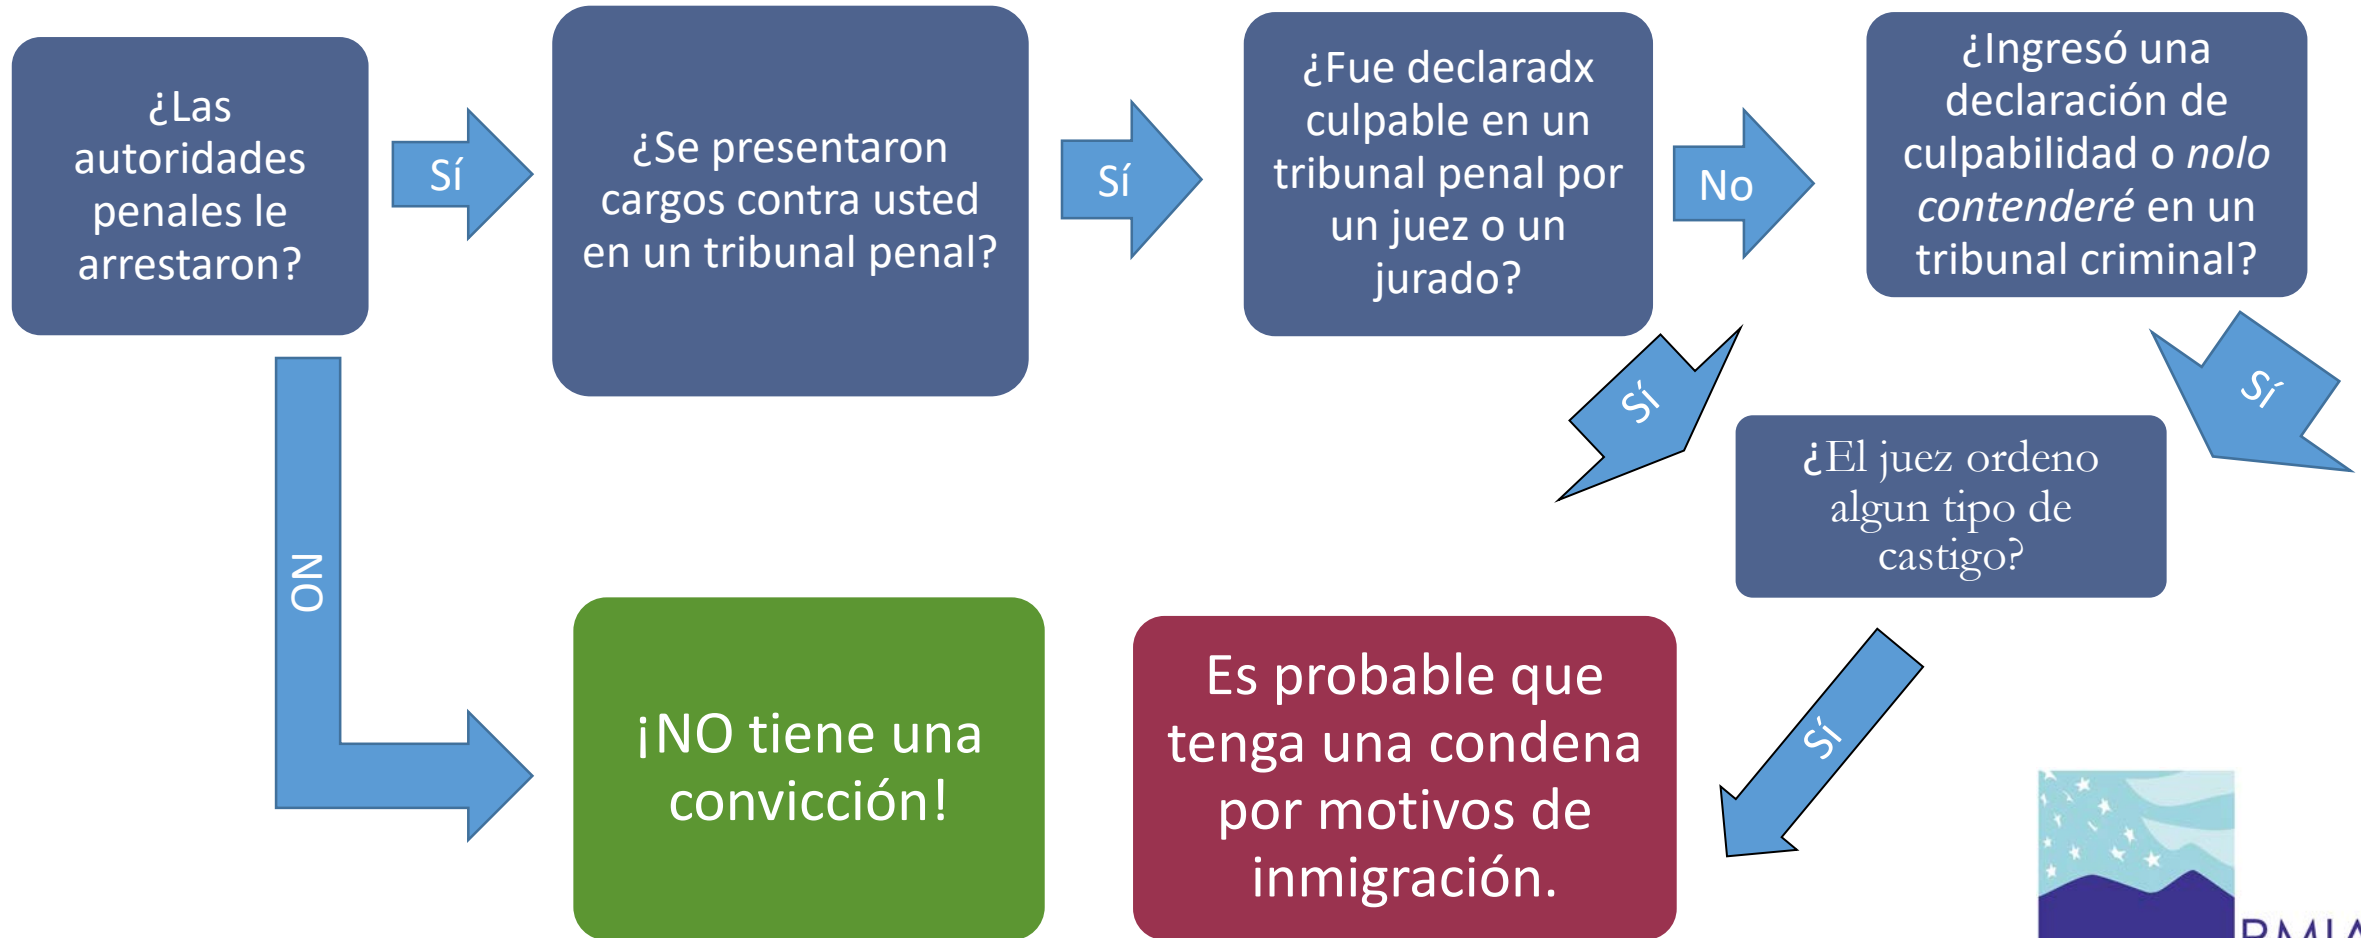 ¿Las
autoridades
penales le
arrestaron?
Sí
¿Se presentaron
cargos contra usted
en un tribunal penal?
Sí
¿Fue declaradx
culpable en un
tribunal penal por
un juez o un
jurado?
No
¿Ingresó una
declaración de
culpabilidad o nolo
contenderé en un
tribunal criminal?
Sí
Sí
¿El juez ordeno
algun tipo de
castigo?
NO
Sí
¡NO tiene una
convicción!
Es probable que
tenga una condena
por motivos de
inmigración.